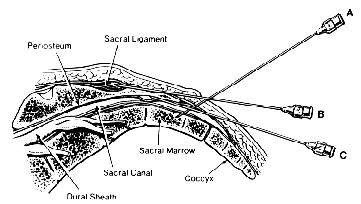 A
Sacral Ligament
Periosteum
B
C
Sacral Marrow
Sacral Canal
Coccyx
Dural Sheath